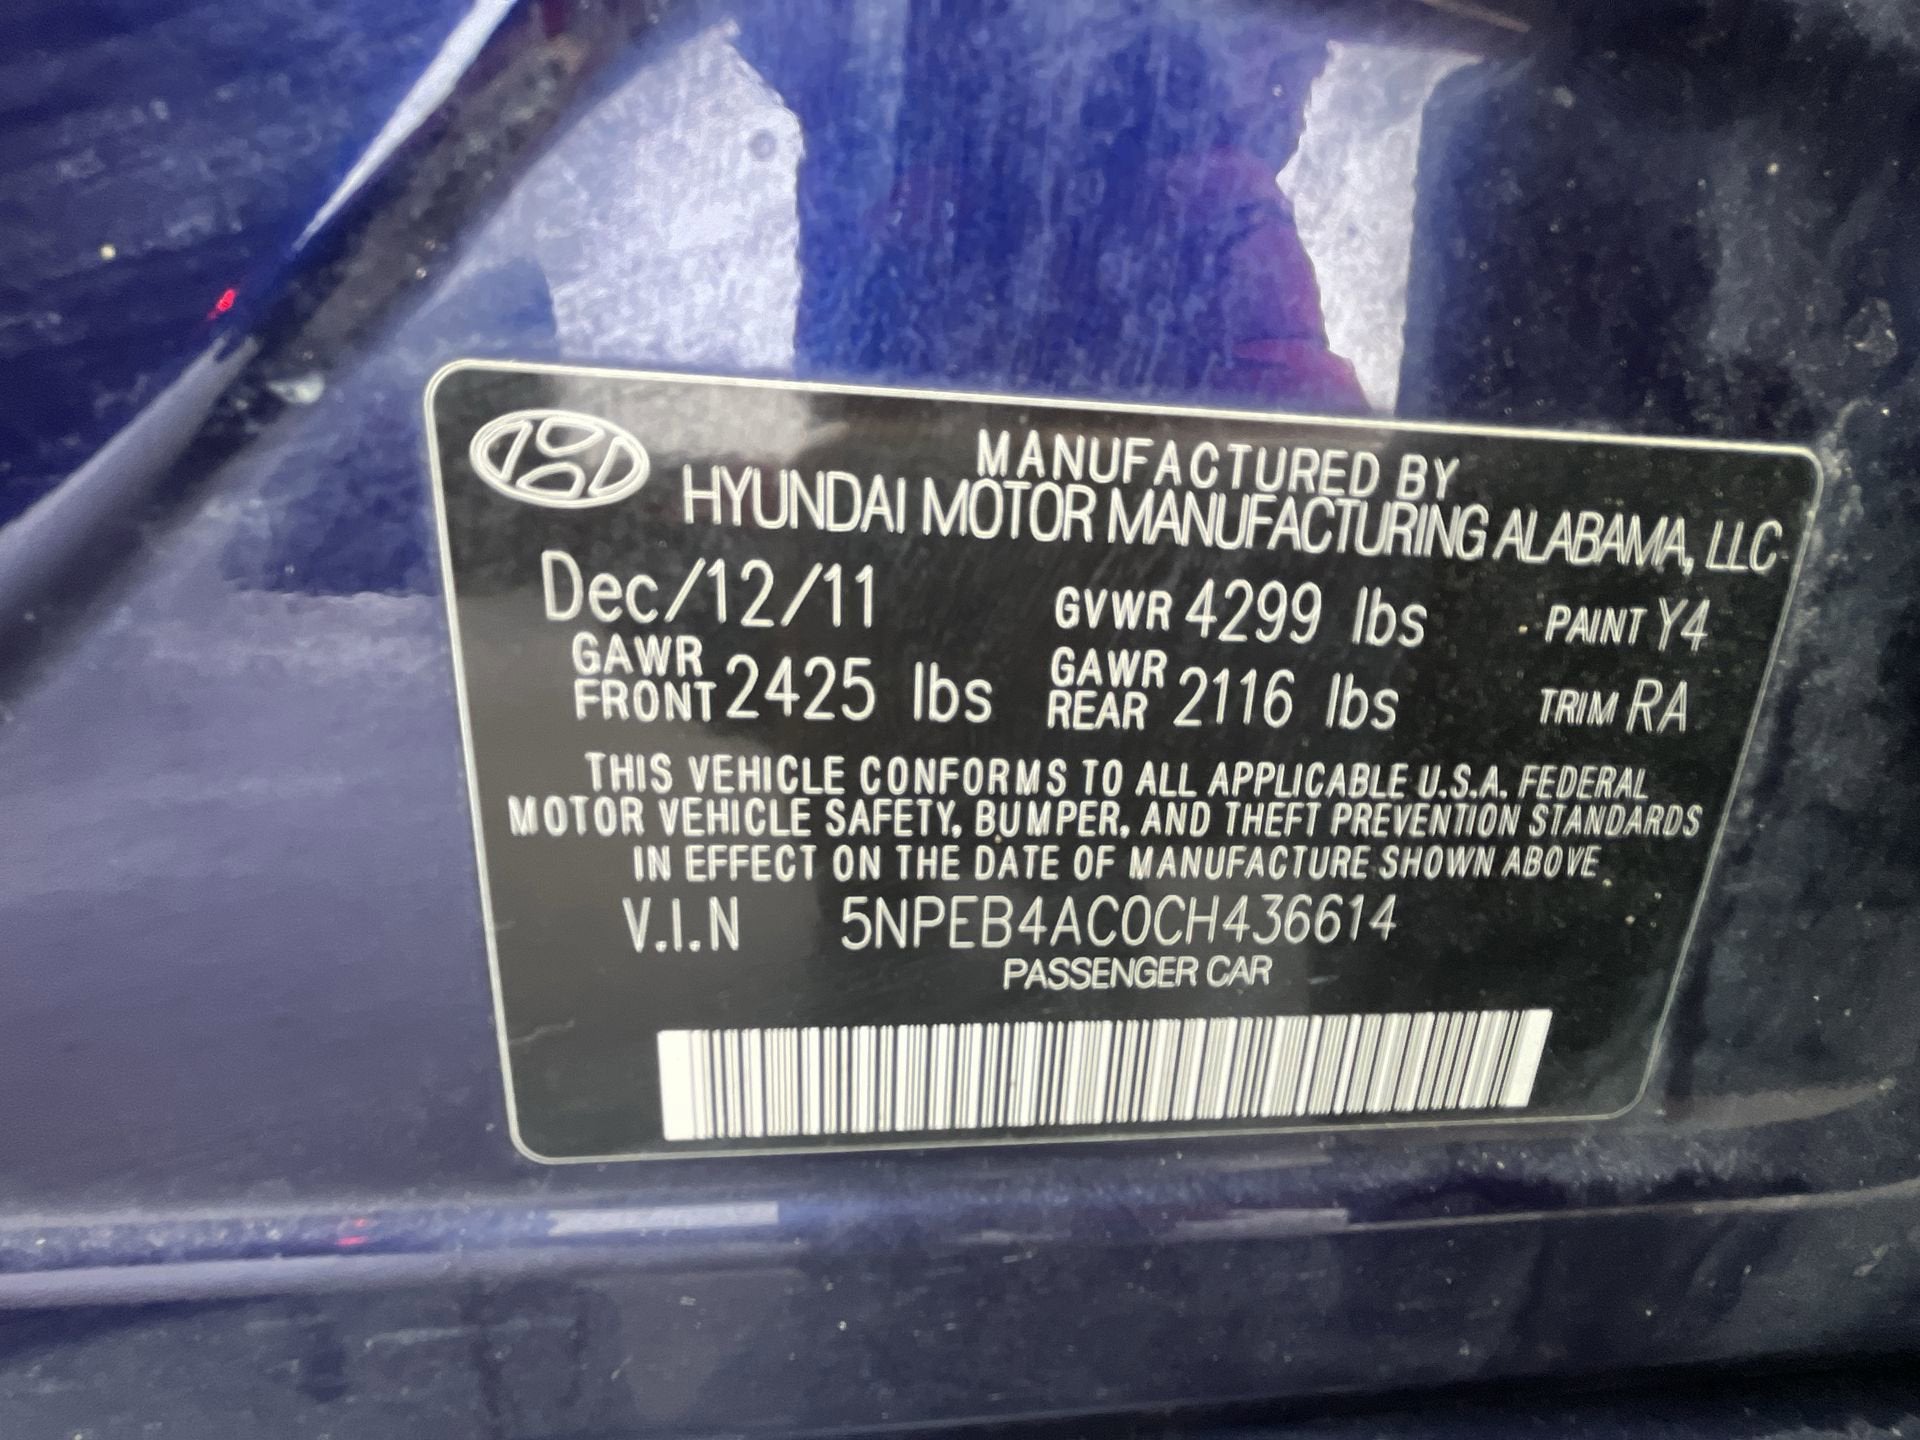 MANUFACTURED BY
HYUNDAI MOTOR MANUFACTURING ALABAMA, LLC
Dec/12/11 GVWR 4299 lbs PAINT Y4
GAWR FRONT 2425 lbs GAWR REAR 2116 lbs TRIM RA
THIS VEHICLE CONFORMS TO ALL APPLICABLE U.S.A. FEDERAL
MOTOR VEHICLE SAFETY, BUMPER, AND THEFT PREVENTION STANDARDS
IN EFFECT ON THE DATE OF MANUFACTURE SHOWN ABOVE
V.I.N 5NPEB4AC0CH436614
PASSENGER CAR